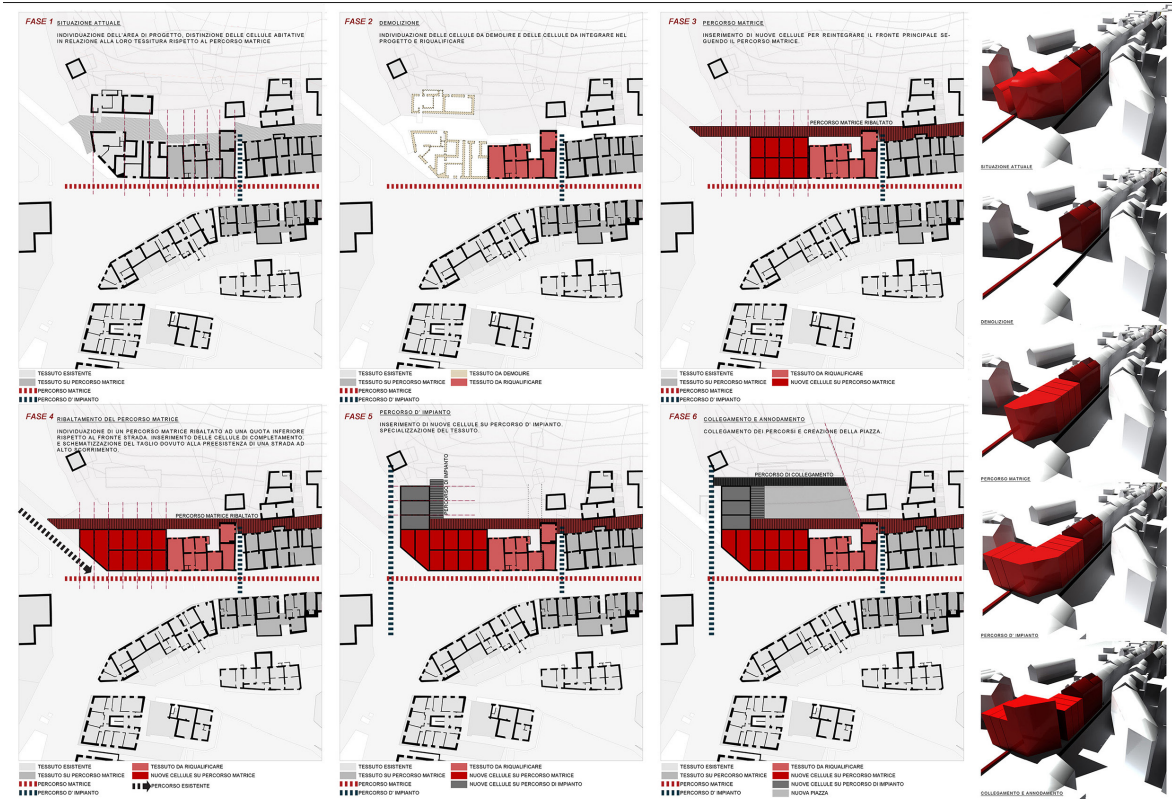 FASE 1 SITUAZIONE ATTUALE
INDIVIDUAZIONE DELL'AREA DI PROGETTO, DISTINZIONE DELLE CELLULE ABITATIVE
IN RELAZIONE ALLA LORO TESSITURA RISPETTO AL PERCORSO MATRICE
TESSUTO ESISTENTE
TESSUTO SU PERCORSO MATRICE
PERCORSO MATRICE
PERCORSO D' IMPIANTO
FASE 2 DEMOLIZIONE
INDIVIDUAZIONE DELLE CELLULE DA DEMOLIRE E DELLE CELLULE DA INTEGRARE NEL
PROGETTO E RIQUALIFICARE
TESSUTO ESISTENTE
TESSUTO SU PERCORSO MATRICE
PERCORSO MATRICE
PERCORSO D' IMPIANTO
TESSUTO DA DEMOLIRE
TESSUTO DA RIQUALIFICARE
FASE 3 PERCORSO MATRICE
INSERIMENTO DI NUOVE CELLULE PER REINTEGRARE IL FRONTE PRINCIPALE SE-
GUENDO IL PERCORSO MATRICE.
PERCORSO MATRICE RIBALTATO
TESSUTO ESISTENTE
TESSUTO SU PERCORSO MATRICE
PERCORSO MATRICE
PERCORSO D' IMPIANTO
TESSUTO DA RIQUALIFICARE
NUOVE CELLULE SU PERCORSO MATRICE
FASE 4 RIBALTAMENTO DEL PERCORSO MATRICE
INDIVIDUAZIONE DI UN PERCORSO MATRICE RIBALTATO AD UNA QUOTA INFERIORE
RISPETTO AL FRONTE STRADA. INSERIMENTO DELLE CELLULE DI COMPLETAMENTO.
E SCHEMATIZZAZIONE DEL TAGLIO DOVUTO ALLA PREESISTENZA DI UNA STRADA AD
ALTO SCORRIMENTO.
PERCORSO MATRICE RIBALTATO
TESSUTO ESISTENTE
TESSUTO SU PERCORSO MATRICE
PERCORSO MATRICE
PERCORSO D' IMPIANTO
TESSUTO DA RIQUALIFICARE
NUOVE CELLULE SU PERCORSO MATRICE
PERCORSO ESISTENTE
FASE 5 PERCORSO D' IMPIANTO
INSERIMENTO DI NUOVE CELLULE SU PERCORSO D' IMPIANTO.
SPECIALIZZAZIONE DEL TESSUTO.
PERCORSO DI IMPIANTO
TESSUTO ESISTENTE
TESSUTO SU PERCORSO MATRICE
PERCORSO MATRICE
PERCORSO D' IMPIANTO
TESSUTO DA RIQUALIFICARE
NUOVE CELLULE SU PERCORSO MATRICE
NUOVE CELLULE SU PERCORSO DI IMPIANTO
FASE 6 COLLEGAMENTO E ANNODAMENTO
COLLEGAMENTO DEI PERCORSI E CREAZIONE DELLA PIAZZA.
PERCORSO DI COLLEGAMENTO
TESSUTO ESISTENTE
TESSUTO SU PERCORSO MATRICE
PERCORSO MATRICE
PERCORSO D' IMPIANTO
TESSUTO DA RIQUALIFICARE
NUOVE CELLULE SU PERCORSO MATRICE
NUOVE CELLULE SU PERCORSO DI IMPIANTO
NUOVA PIAZZA
SITUAZIONE ATTUALE
DEMOLIZIONE
PERCORSO MATRICE
PERCORSO D' IMPIANTO
COLLEGAMENTO E ANNODAMENTO